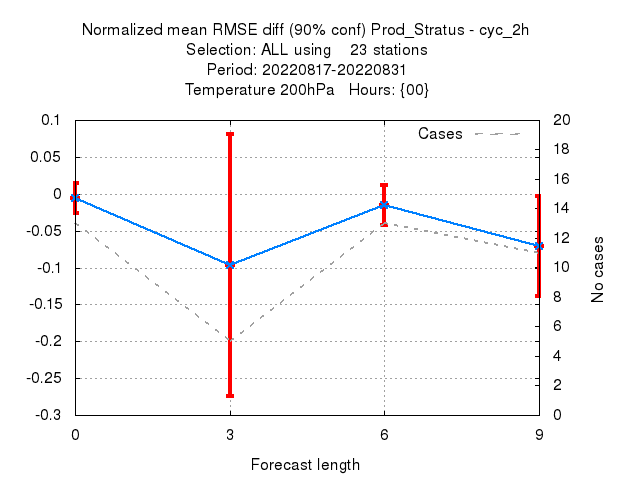 Normalized mean RMSE diff (90% conf) Prod_Stratus - cyc_2h
Selection: ALL using    23 stations
Period: 20220817-20220831
Temperature 200hPa   Hours: {00}
Cases
0.1
0.05
0
-0.05
-0.1
-0.15
-0.2
-0.25
-0.3
20
18
16
14
12
10
8
6
4
2
0
No cases
0 3 6 9
Forecast length